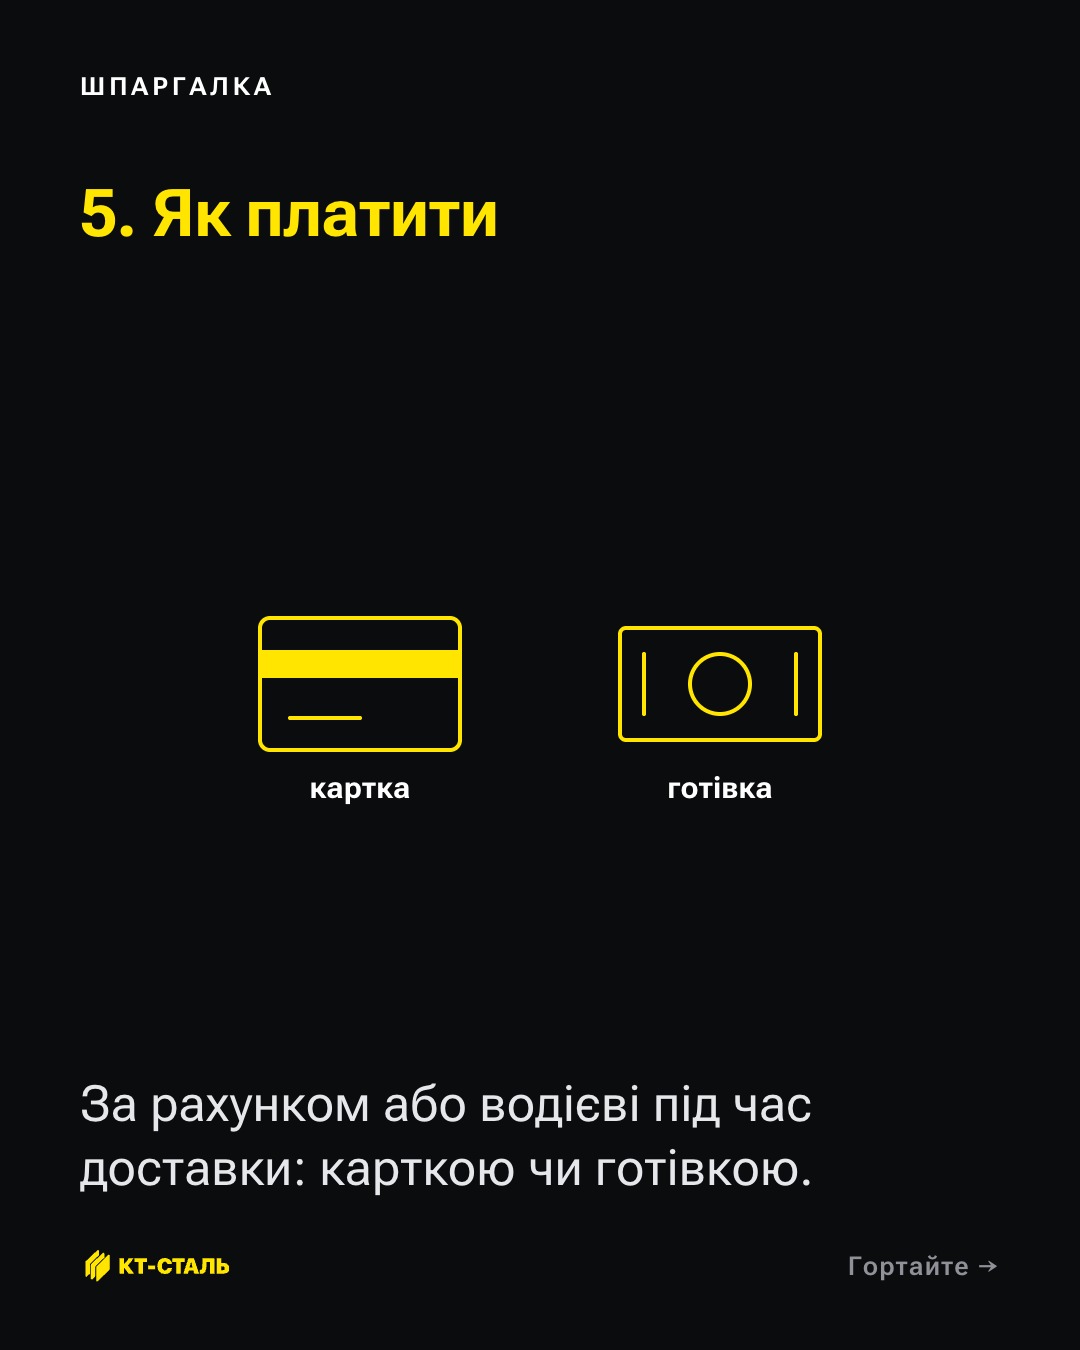 ШПАРГАЛКА
5. Як платити
картка
готівка
За рахунком або водієві під час
доставки: карткою чи готівкою.
КТ-СТАЛЬ
Гортайте →